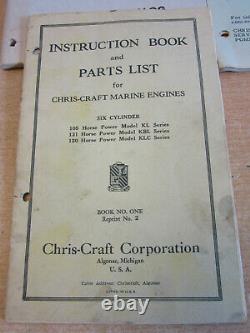 INSTRUCTION BOOK
and
PARTS LIST
for
CHRIS-CRAFT MARINE ENGINES
SIX CYLINDER
100 Horse Power Model KL Series
121 Horse Power Model KBL Series
120 Horse Power Model KLC Series
BOOK NO. ONE
Reprint No. 2
Chris-Craft Corporation
Algonac, Michigan
U. S. A.
Cable Address: Chriscraft, Algonac